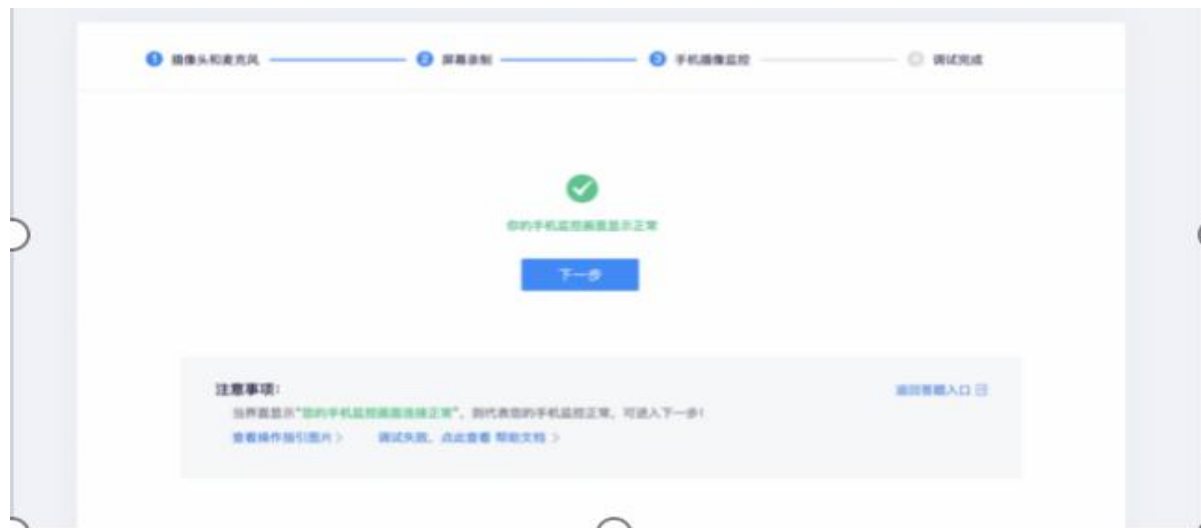 1 摄像头和麦克风 2 屏幕录制 3 手机摄像监控 调试完成
你的手机监控画面显示正常
下一步
注意事项: 返回答题入口
当界面显示“您的手机监控画面连接正常”，则代表您的手机监控正常，可进入下一步!
查看操作指引图片 > 调试失败，点此查看 帮助文档 >